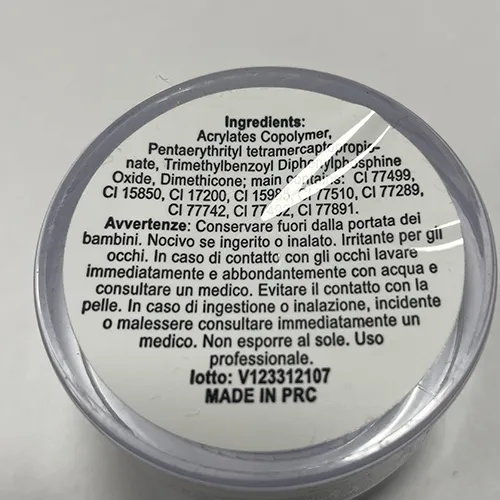 Ingredients:
Acrylates Copolymer,
Pentaerythrityl tetramercaptopropio-
nate, Trimethylbenzoyl Diphenylphosphine
Oxide, Dimethicone; main contains: CI 77499,
CI 15850, CI 17200, CI 15985, CI 77510, CI 77289,
CI 77742, CI CI 77891.
Avvertenze: Conservare fuori dalla portata dei
bambini. Nocivo se ingerito o inalato. Irritante per gli
occhi. In caso di contatto con gli occhi lavare
immediatamente e abbondantemente con acqua e
consultare un medico. Evitare il contatto con la
pelle. In caso di ingestione o inalazione, incidente
o malessere consultare immediatamente un
medico. Non esporre al sole. Uso
professionale.
lotto: V123312107
MADE IN PRC